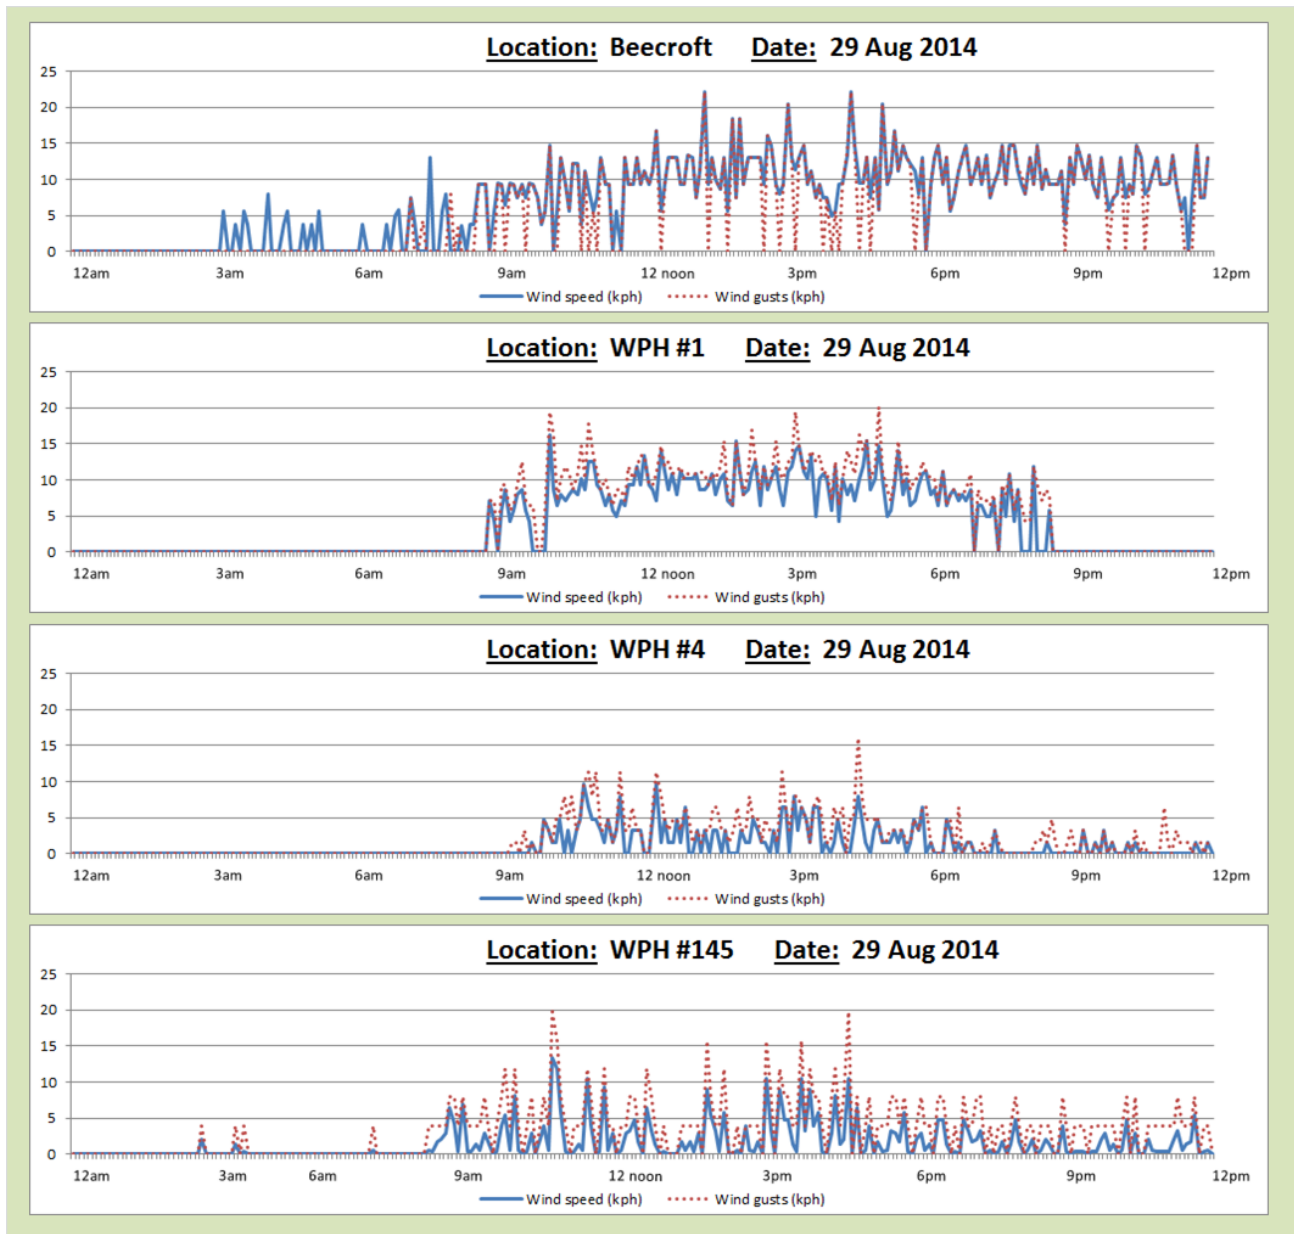 Location: Beecroft Date: 29 Aug 2014
25
20
15
10
5
0
12am 3am 6am 9am 12 noon 3pm 6pm 9pm 12pm
Wind speed (kph) Wind gusts (kph)
Location: WPH #1 Date: 29 Aug 2014
25
20
15
10
5
0
12am 3am 6am 9am 12 noon 3pm 6pm 9pm 12pm
Wind speed (kph) Wind gusts (kph)
Location: WPH #4 Date: 29 Aug 2014
25
20
15
10
5
0
12am 3am 6am 9am 12 noon 3pm 6pm 9pm 12pm
Wind speed (kph) Wind gusts (kph)
Location: WPH #145 Date: 29 Aug 2014
25
20
15
10
5
0
12am 3am 6am 9am 12 noon 3pm 6pm 9pm 12pm
Wind speed (kph) Wind gusts (kph)